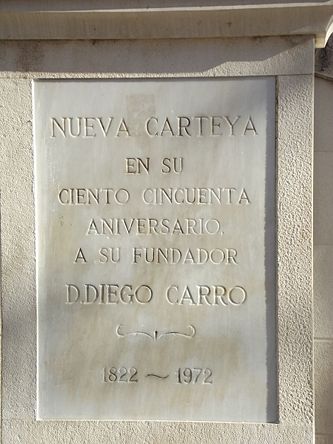 NUEVA CARTEYA
EN SU
CIENTO CINCUENTA
ANIVERSARIO,
A SU FUNDADOR
D.DIEGO CARRO
1822 ~ 1972